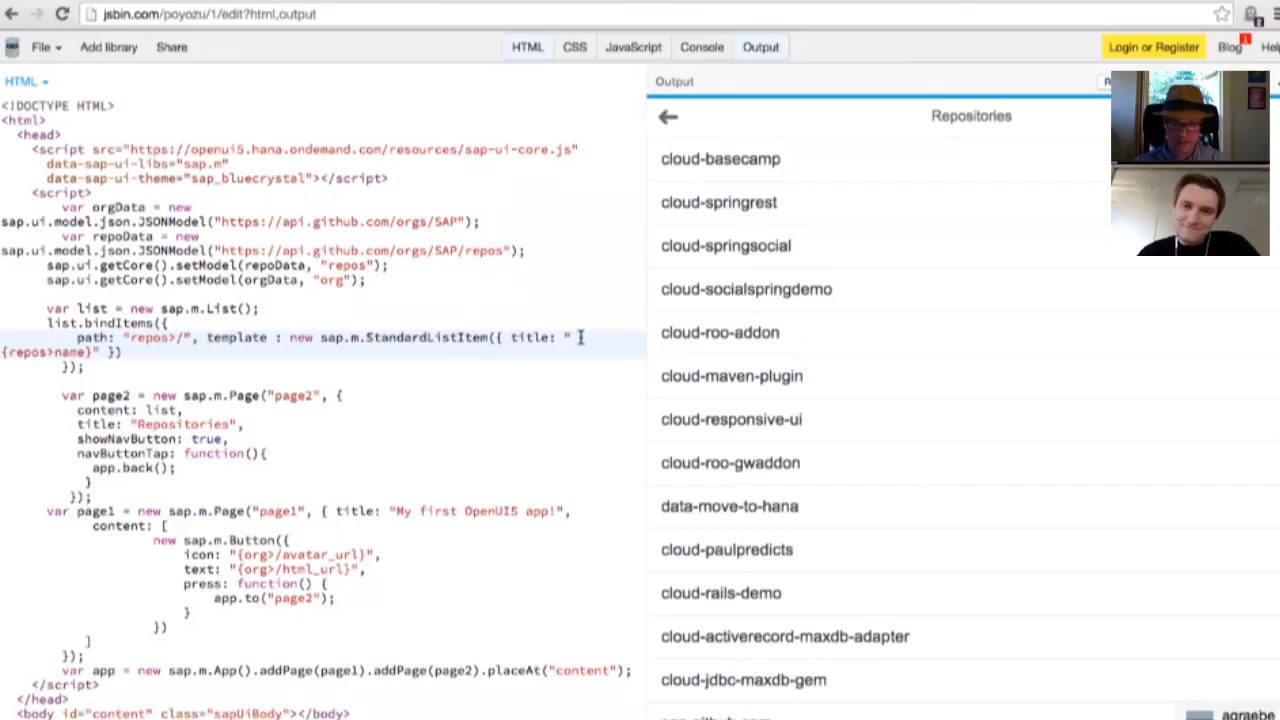 jsbin.com/poyozu/1/edit?html,output
File Add library Share HTML CSS JavaScript Console Output Login or Register Blog 1
HTML
Output
<!DOCTYPE HTML>
<html>
<head>
<script src="https://openui5.hana.ondemand.com/resources/sap-ui-core.js"
data-sap-ui-libs="sap.m"
data-sap-ui-theme="sap_bluecrystal"></script>
<script>
var orgData = new
sap.ui.model.json.JSONModel("https://api.github.com/orgs/SAP");
var repoData = new
sap.ui.model.json.JSONModel("https://api.github.com/orgs/SAP/repos");
sap.ui.getCore().setModel(repoData, "repos");
sap.ui.getCore().setModel(orgData, "org");
var list = new sap.m.List();
list.bindItems({
path: "repos>/", template : new sap.m.StandardListItem({ title: "
{repos>name}" })
});
var page2 = new sap.m.Page("page2", {
content: list,
title: "Repositories",
showNavButton: true,
navButtonTap: function(){
app.back();
}
});
var page1 = new sap.m.Page("page1", { title: "My first OpenUI5 app!",
content: [
new sap.m.Button({
icon: "{org>/avatar_url}",
text: "{org>/html_url}",
press: function() {
app.to("page2");
}
})
]
});
var app = new sap.m.App().addPage(page1).addPage(page2).placeAt("content");
</script>
</head>
<body id="content" class="sapUiBody"></body>
Repositories
cloud-basecamp
cloud-springrest
cloud-springsocial
cloud-socialspringdemo
cloud-roo-addon
cloud-maven-plugin
cloud-responsive-ui
cloud-roo-gwaddon
data-move-to-hana
cloud-paulpredicts
cloud-rails-demo
cloud-activerecord-maxdb-adapter
cloud-jdbc-maxdb-gem
agraebe